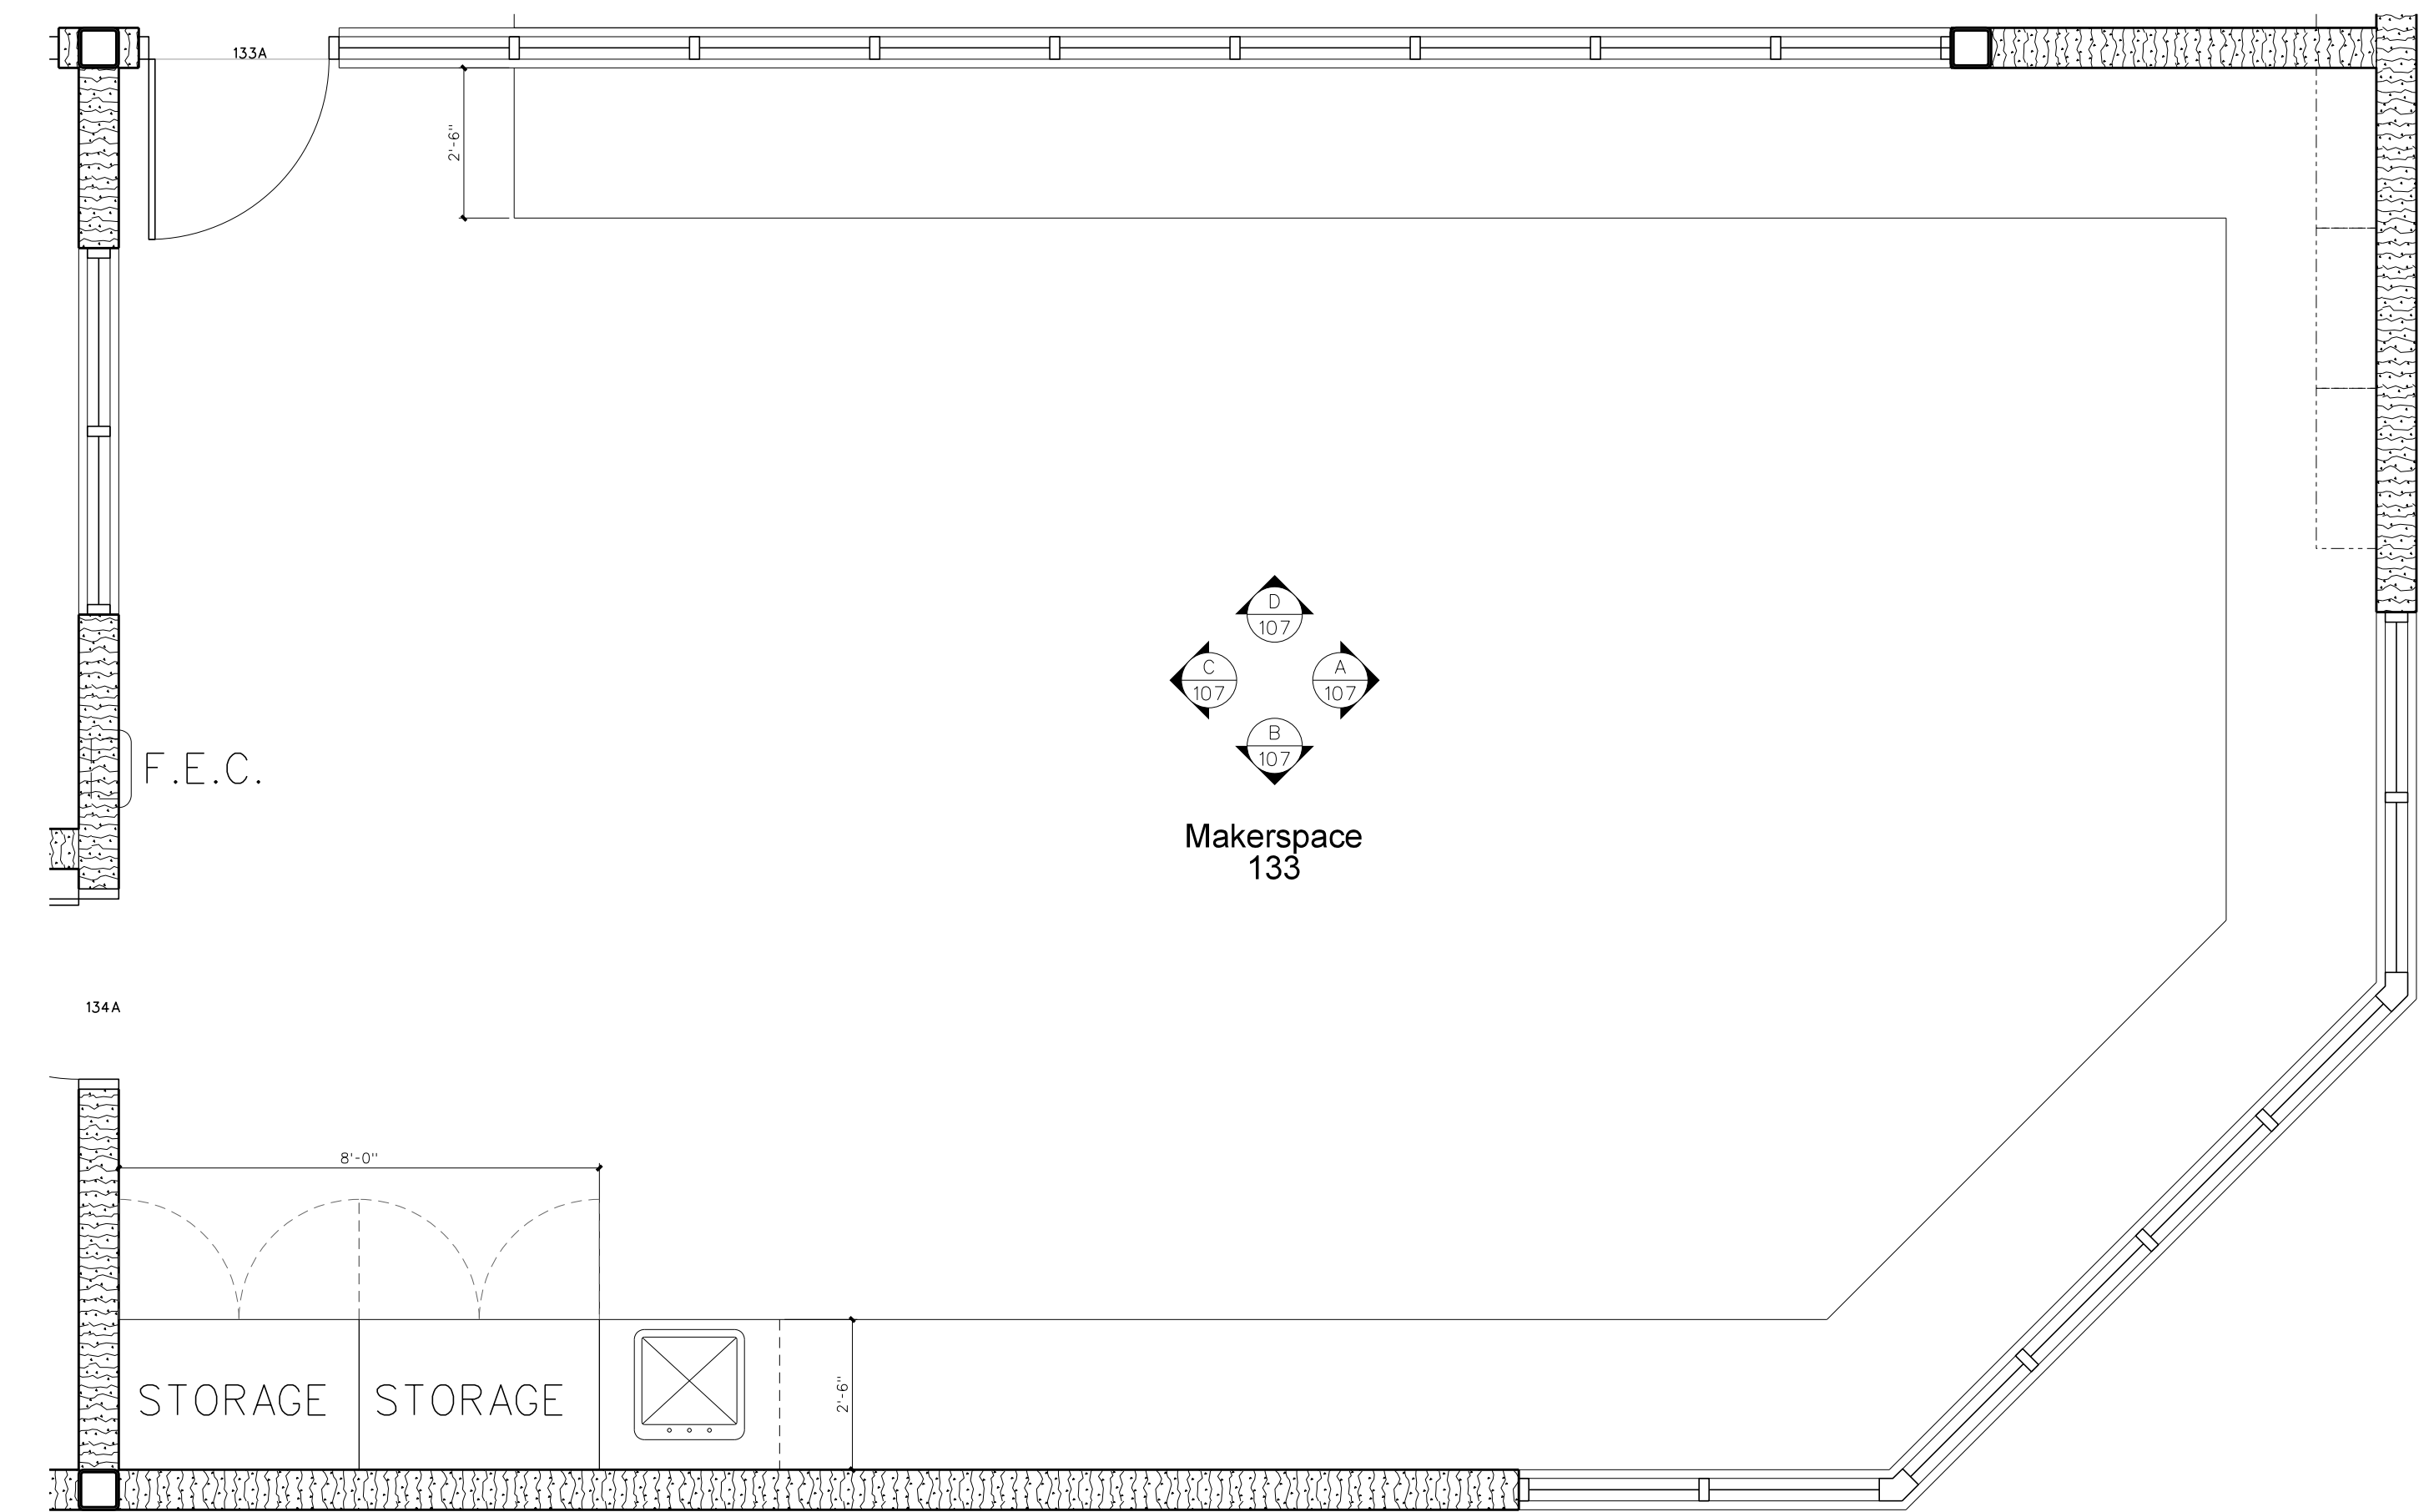 133A
2'-6"
D
107
C
107
A
107
B
107
F.E.C.
Makerspace
133
134A
8'-0"
STORAGE STORAGE
2'-6"